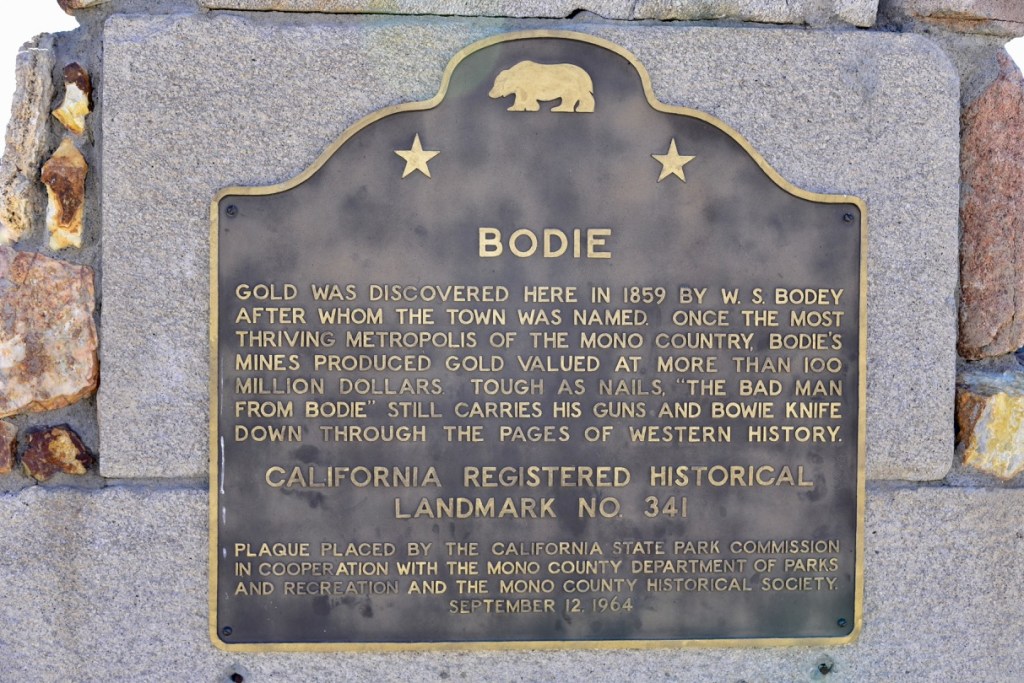 BODIE
GOLD WAS DISCOVERED HERE IN 1859 BY W. S. BODEY
AFTER WHOM THE TOWN WAS NAMED. ONCE THE MOST
THRIVING METROPOLIS OF THE MONO COUNTRY, BODIE'S
MINES PRODUCED GOLD VALUED AT MORE THAN 100
MILLION DOLLARS. TOUGH AS NAILS, "THE BAD MAN
FROM BODIE" STILL CARRIES HIS GUNS AND BOWIE KNIFE
DOWN THROUGH THE PAGES OF WESTERN HISTORY.
CALIFORNIA REGISTERED HISTORICAL
LANDMARK NO. 341
PLAQUE PLACED BY THE CALIFORNIA STATE PARK COMMISSION
IN COOPERATION WITH THE MONO COUNTY DEPARTMENT OF PARKS
AND RECREATION AND THE MONO COUNTY HISTORICAL SOCIETY.
SEPTEMBER 12, 1964